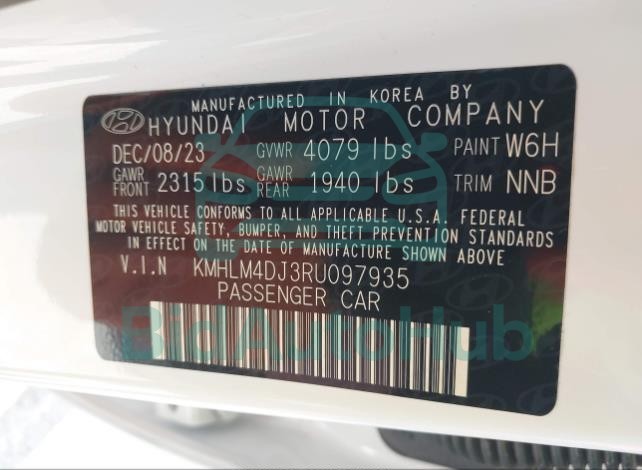 MANUFACTURED IN KOREA BY
HYUNDAI MOTOR COMPANY
DEC/08/23 GVWR 4079 lbs PAINT W6H
GAWR FRONT 2315 lbs GAWR REAR 1940 lbs TRIM NNB
THIS VEHICLE CONFORMS TO ALL APPLICABLE U.S.A. FEDERAL
MOTOR VEHICLE SAFETY, BUMPER, AND THEFT PREVENTION STANDARDS
IN EFFECT ON THE DATE OF MANUFACTURE SHOWN ABOVE.
V.I.N KMHLM4DJ3RU097935
PASSENGER CAR
BidAutoHub